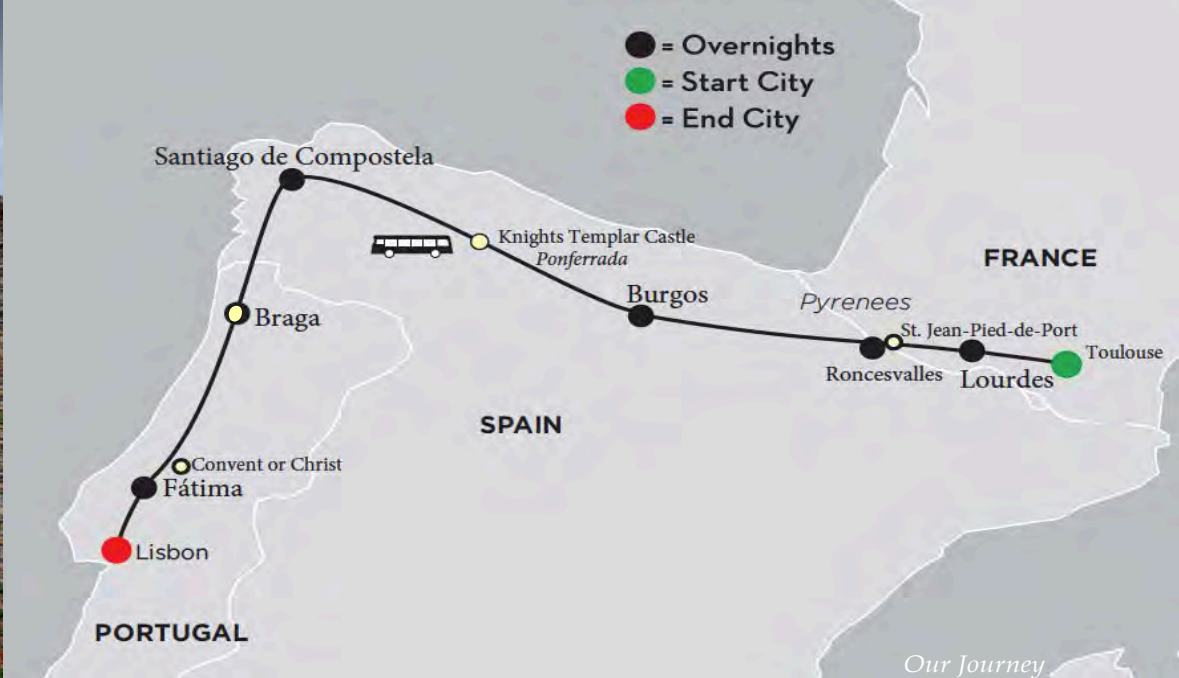 = Overnights
= Start City
= End City
Santiago de Compostela
Knights Templar Castle
Ponferrada
FRANCE
Burgos
Pyrenees
Braga
St. Jean-Pied-de-Port
Toulouse
Roncesvalles
Lourdes
SPAIN
Convent or Christ
Fátima
Lisbon
PORTUGAL
Our Journey